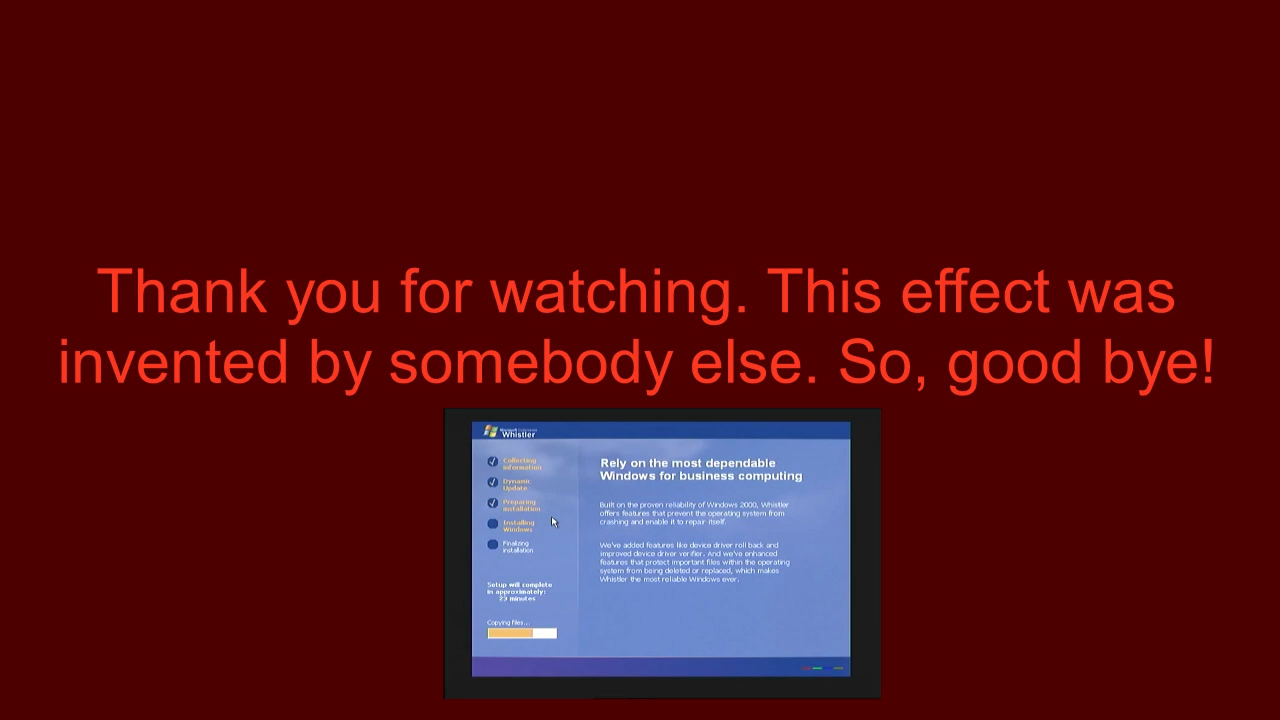 Thank you for watching. This effect was
invented by somebody else. So, good bye!
Whistler
Collecting
information
Dynamic
Update
Preparing
installation
Installing
Windows
Finalizing
installation
Setup will complete
in approximately:
23 minutes
Copying files...
Rely on the most dependable
Windows for business computing
Built on the proven reliability of Windows 2000, Whistler
offers features that prevent the operating system from
crashing and enable it to repair itself.
We've added features like device driver roll back and
improved device driver verifier. And we've enhanced
features that protect important files within the operating
system from being deleted or replaced, which makes
Whistler the most reliable Windows ever.